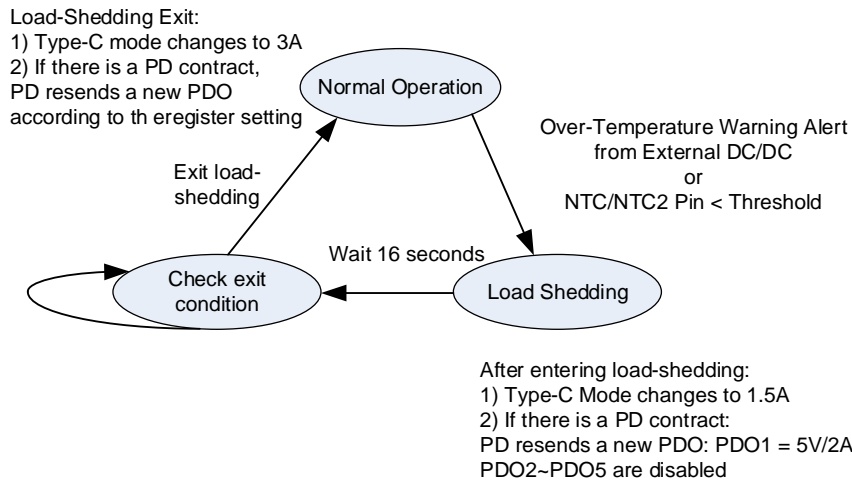 Load-Shedding Exit:
1) Type-C mode changes to 3A
2) If there is a PD contract,
PD resends a new PDO
according to th eregister setting
Normal Operation
Over-Temperature Warning Alert
from External DC/DC
or
NTC/NTC2 Pin < Threshold
Exit load-
shedding
Wait 16 seconds
Check exit
condition
Load Shedding
After entering load-shedding:
1) Type-C Mode changes to 1.5A
2) If there is a PD contract:
PD resends a new PDO: PDO1 = 5V/2A
PDO2~PDO5 are disabled